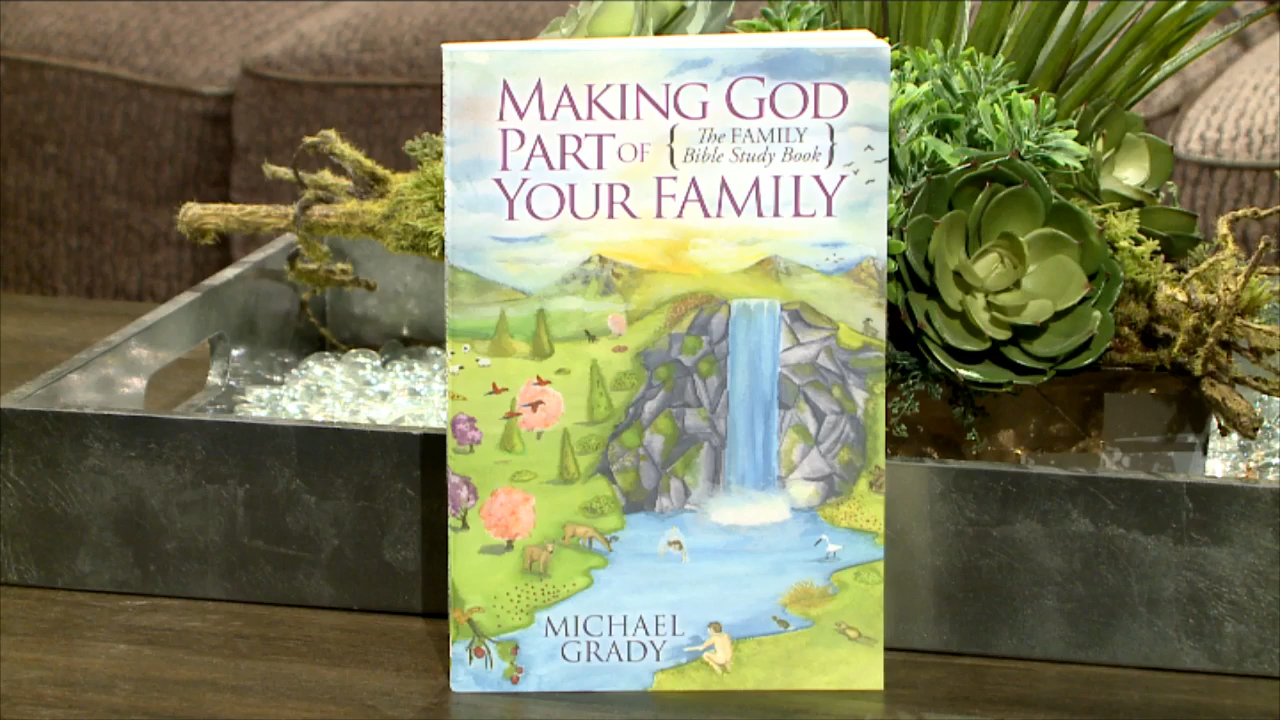 MAKING GOD
PART OF { The FAMILY
Bible Study Book }
YOUR FAMILY
MICHAEL
GRADY